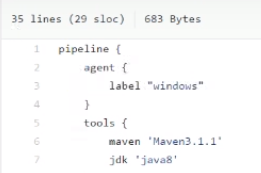 35 lines (29 sloc) 683 Bytes
1 pipeline {
2 agent {
3 label "windows"
4 }
5 tools {
6 maven 'Maven3.1.1'
7 jdk 'java8'